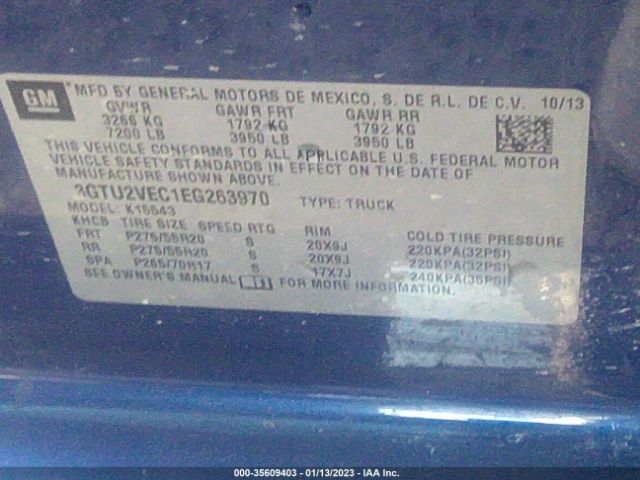 GM
MFD BY GENERAL MOTORS DE MEXICO, S. DE R.L. DE C.V. 10/13
GVWR GAWR FRT GAWR RR
3266 KG 1792 KG 1792 KG
7200 LB 3950 LB 3950 LB
THIS VEHICLE CONFORMS TO ALL APPLICABLE U.S. FEDERAL MOTOR
VEHICLE SAFETY STANDARDS IN EFFECT ON THE DATE OF
MANUFACTURE SHOWN ABOVE.
3GTU2VEC1EG263970 TYPE: TRUCK
MODEL: K15543
KHCB TIRE SIZE SPEED RTG RIM COLD TIRE PRESSURE
FRT P275/55R20 S 20X9J 220KPA(32PSI)
RR P275/55R20 S 20X9J 220KPA(32PSI)
SPA P265/70R17 S 17X7J 240KPA(35PSI)
SEE OWNER'S MANUAL FOR MORE INFORMATION.
000-35609403 - 01/13/2023 - IAA Inc.